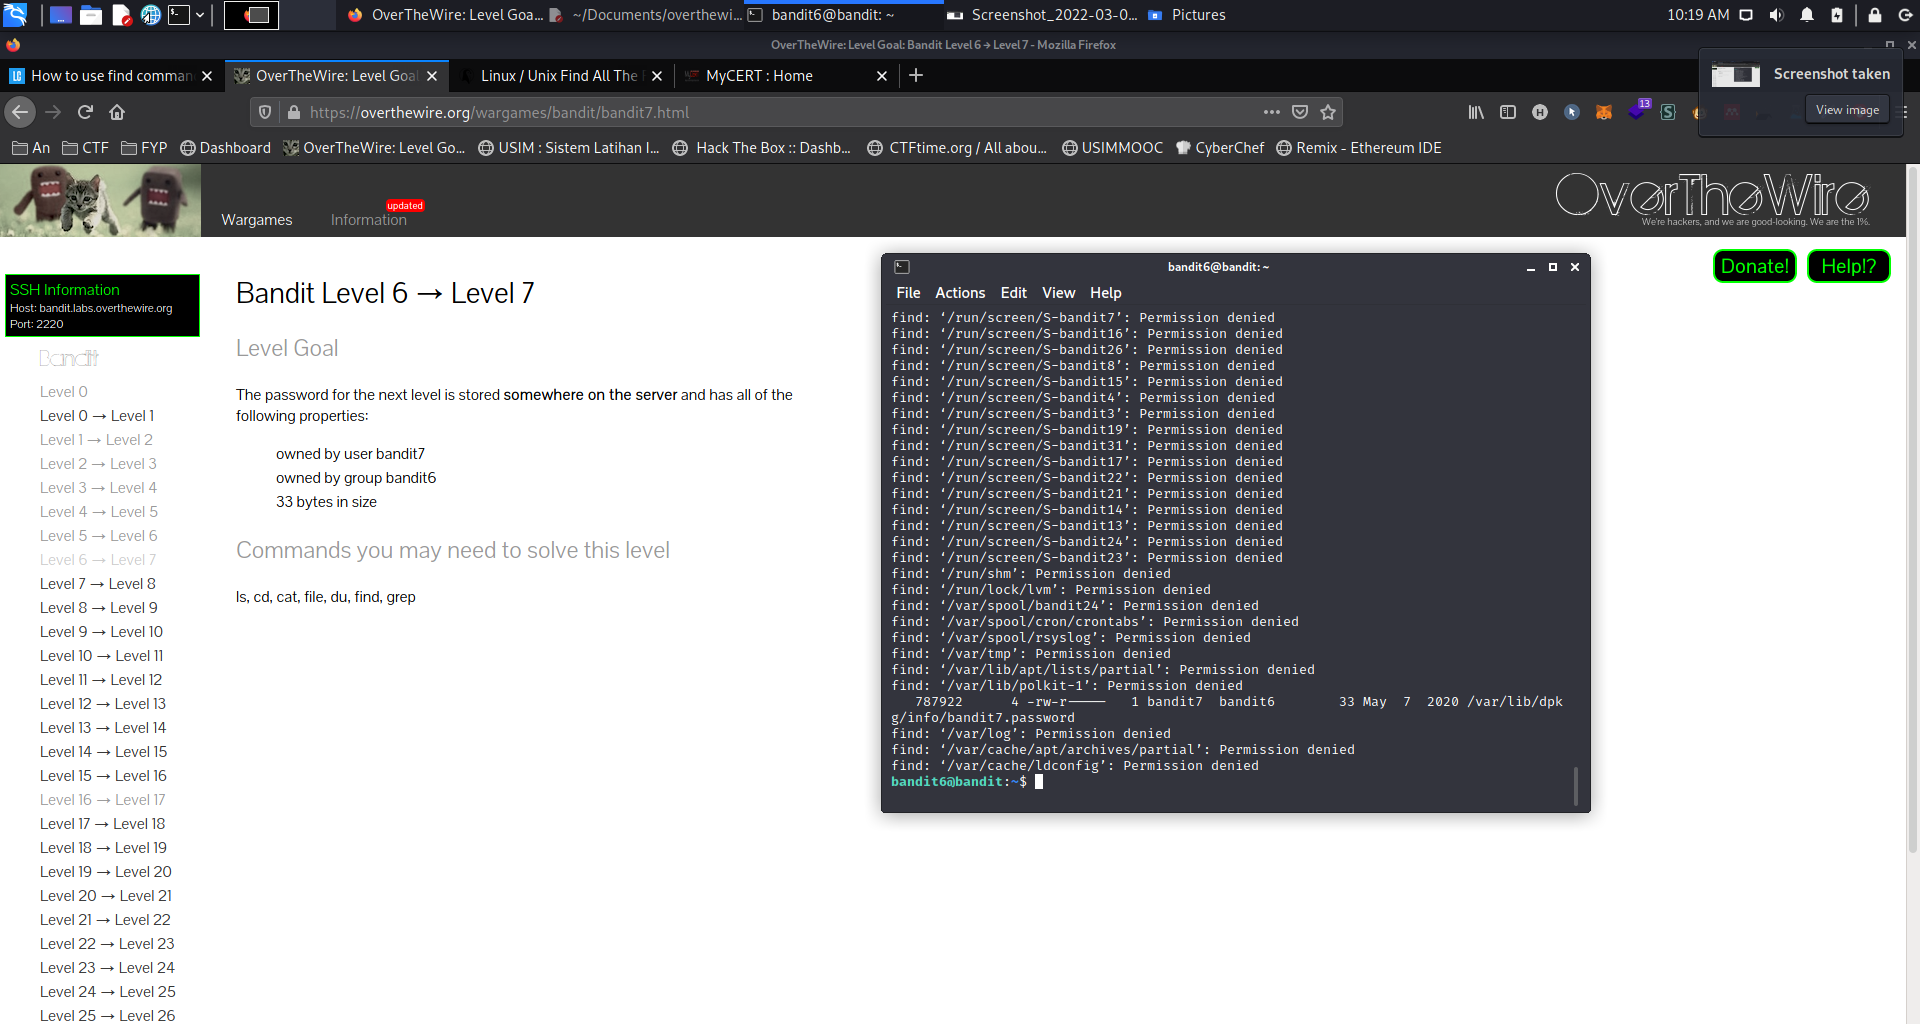 OverTheWire: Level Goa...
~/Documents/overthewi...
bandit6@bandit: ~
Screenshot_2022-03-0...
Pictures
10:19 AM
OverTheWire: Level Goal: Bandit Level 6 → Level 7 - Mozilla Firefox
How to use find comman
OverTheWire: Level Goal
Linux / Unix Find All The
MyCERT : Home
Screenshot taken
View image
https://overthewire.org/wargames/bandit/bandit7.html
13
An
CTF
FYP
Dashboard
OverTheWire: Level Go...
USIM : Sistem Latihan I...
Hack The Box :: Dashb...
CTFtime.org / All abou...
USIMMOOC
CyberChef
Remix - Ethereum IDE
Wargames
Information
updated
OverTheWire
We're hackers, and we are good-looking. We are the 1%.
Donate!
Help!?
SSH Information
Host: bandit.labs.overthewire.org
Port: 2220
Bandit
Level 0
Level 0 → Level 1
Level 1 → Level 2
Level 2 → Level 3
Level 3 → Level 4
Level 4 → Level 5
Level 5 → Level 6
Level 6 → Level 7
Level 7 → Level 8
Level 8 → Level 9
Level 9 → Level 10
Level 10 → Level 11
Level 11 → Level 12
Level 12 → Level 13
Level 13 → Level 14
Level 14 → Level 15
Level 15 → Level 16
Level 16 → Level 17
Level 17 → Level 18
Level 18 → Level 19
Level 19 → Level 20
Level 20 → Level 21
Level 21 → Level 22
Level 22 → Level 23
Level 23 → Level 24
Level 24 → Level 25
Level 25 → Level 26
Bandit Level 6 → Level 7
Level Goal
The password for the next level is stored somewhere on the server and has all of the
following properties:
owned by user bandit7
owned by group bandit6
33 bytes in size
Commands you may need to solve this level
ls, cd, cat, file, du, find, grep
bandit6@bandit: ~
File Actions Edit View Help
find: ‘/run/screen/S-bandit7’: Permission denied
find: ‘/run/screen/S-bandit16’: Permission denied
find: ‘/run/screen/S-bandit26’: Permission denied
find: ‘/run/screen/S-bandit8’: Permission denied
find: ‘/run/screen/S-bandit15’: Permission denied
find: ‘/run/screen/S-bandit4’: Permission denied
find: ‘/run/screen/S-bandit3’: Permission denied
find: ‘/run/screen/S-bandit19’: Permission denied
find: ‘/run/screen/S-bandit31’: Permission denied
find: ‘/run/screen/S-bandit17’: Permission denied
find: ‘/run/screen/S-bandit22’: Permission denied
find: ‘/run/screen/S-bandit21’: Permission denied
find: ‘/run/screen/S-bandit14’: Permission denied
find: ‘/run/screen/S-bandit13’: Permission denied
find: ‘/run/screen/S-bandit24’: Permission denied
find: ‘/run/screen/S-bandit23’: Permission denied
find: ‘/run/shm’: Permission denied
find: ‘/run/lock/lvm’: Permission denied
find: ‘/var/spool/bandit24’: Permission denied
find: ‘/var/spool/cron/crontabs’: Permission denied
find: ‘/var/spool/rsyslog’: Permission denied
find: ‘/var/tmp’: Permission denied
find: ‘/var/lib/apt/lists/partial’: Permission denied
find: ‘/var/lib/polkit-1’: Permission denied
787922 4 -rw-r----- 1 bandit7 bandit6 33 May 7 2020 /var/lib/dpk
g/info/bandit7.password
find: ‘/var/log’: Permission denied
find: ‘/var/cache/apt/archives/partial’: Permission denied
find: ‘/var/cache/ldconfig’: Permission denied
bandit6@bandit:~$